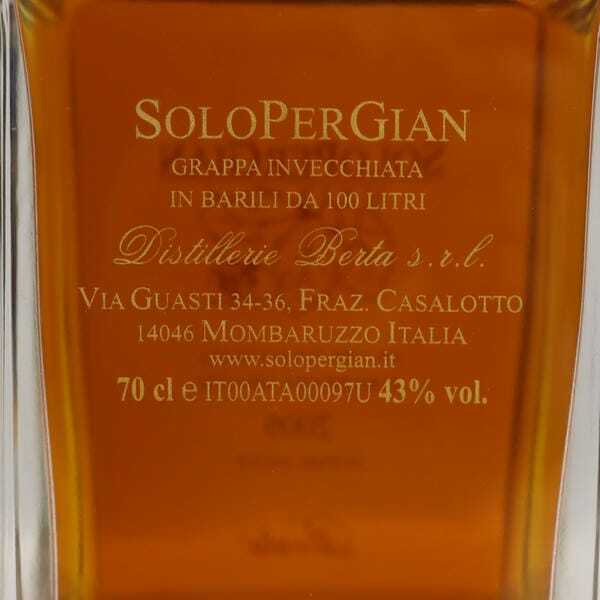 SOLOPERGIAN
GRAPPA INVECCHIATA
IN BARILI DA 100 LITRI
Distillerie Berta s.r.l.
VIA GUASTI 34-36, FRAZ. CASALOTTO
14046 MOMBARUZZO ITALIA
www.solopergian.it
70 cl e IT00ATA00097U 43% vol.